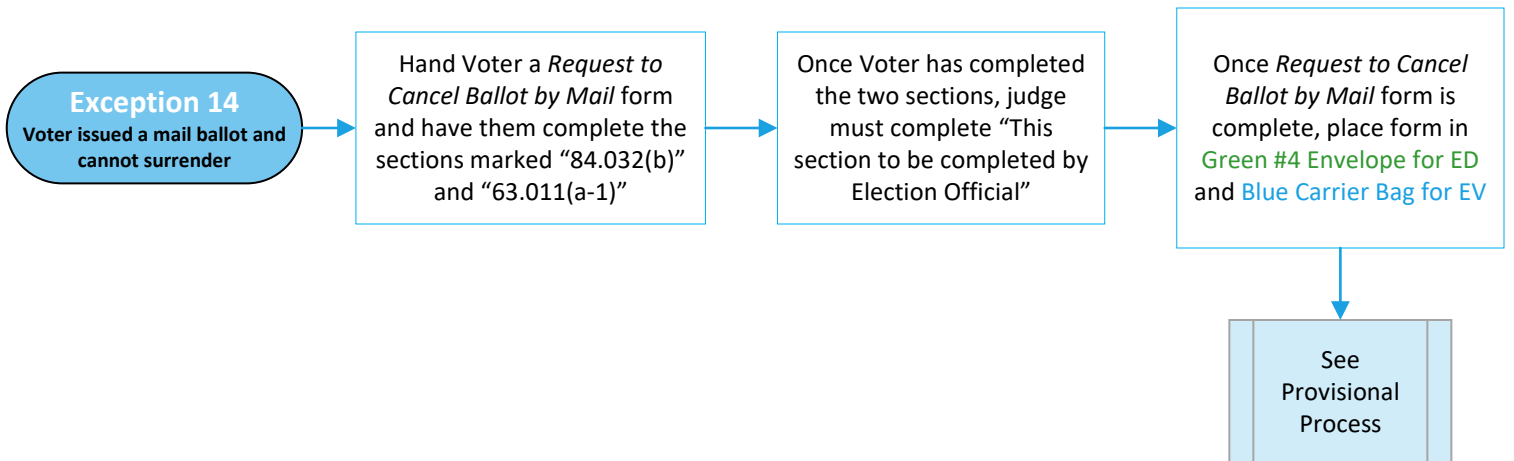 Exception 14
Voter issued a mail ballot and
cannot surrender
Hand Voter a Request to
Cancel Ballot by Mail form
and have them complete the
sections marked “84.032(b)”
and “63.011(a-1)”
Once Voter has completed
the two sections, judge
must complete “This
section to be completed by
Election Official”
Once Request to Cancel
Ballot by Mail form is
complete, place form in
Green #4 Envelope for ED
and Blue Carrier Bag for EV
See
Provisional
Process